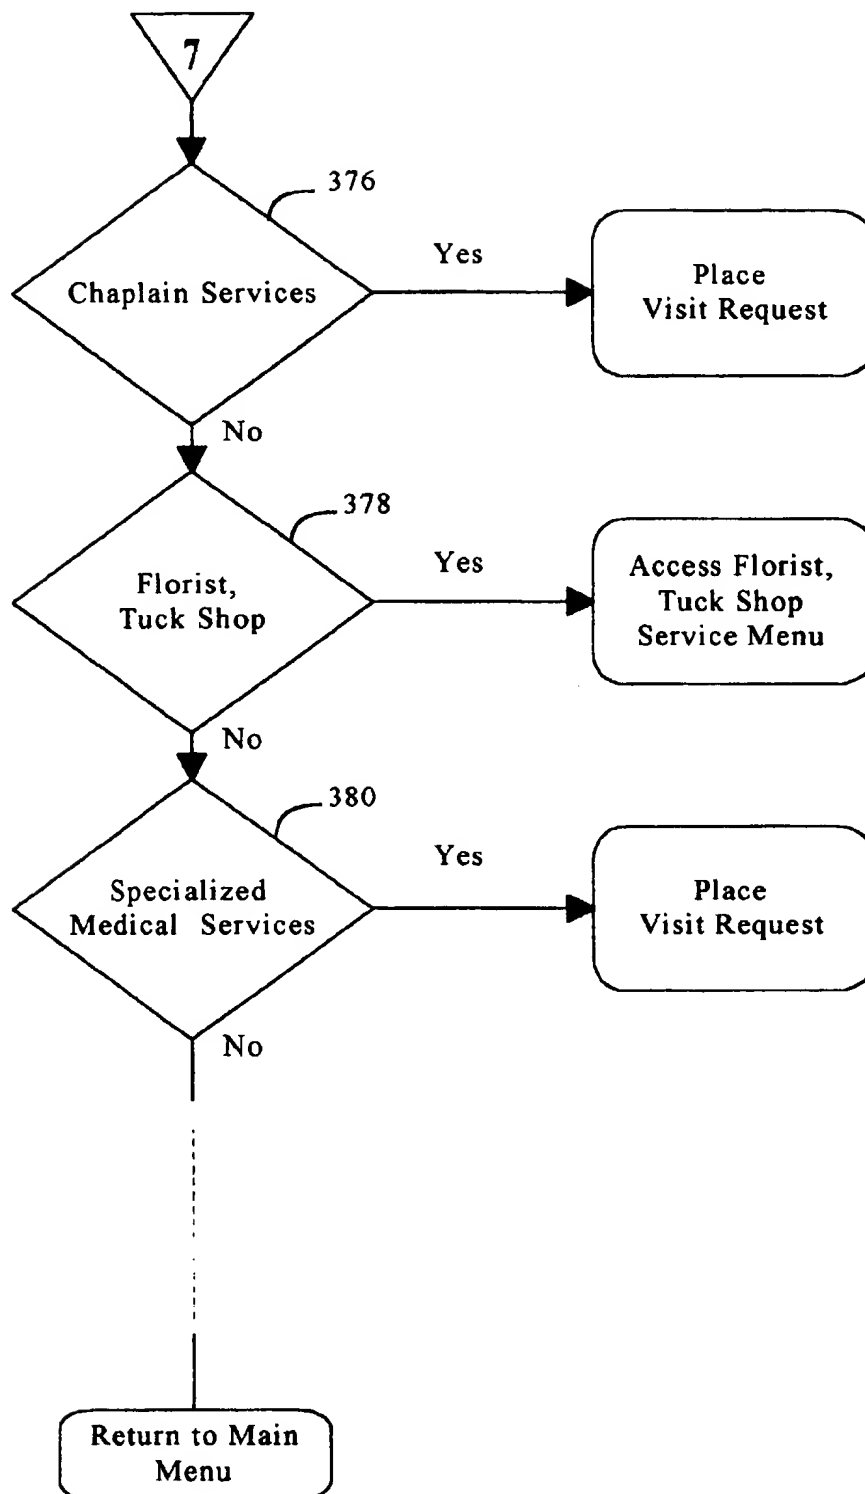 7
376
Chaplain Services
Yes
Place
Visit Request
No
378
Florist,
Tuck Shop
Yes
Access Florist,
Tuck Shop
Service Menu
No
380
Specialized
Medical Services
Yes
Place
Visit Request
No
Return to Main
Menu